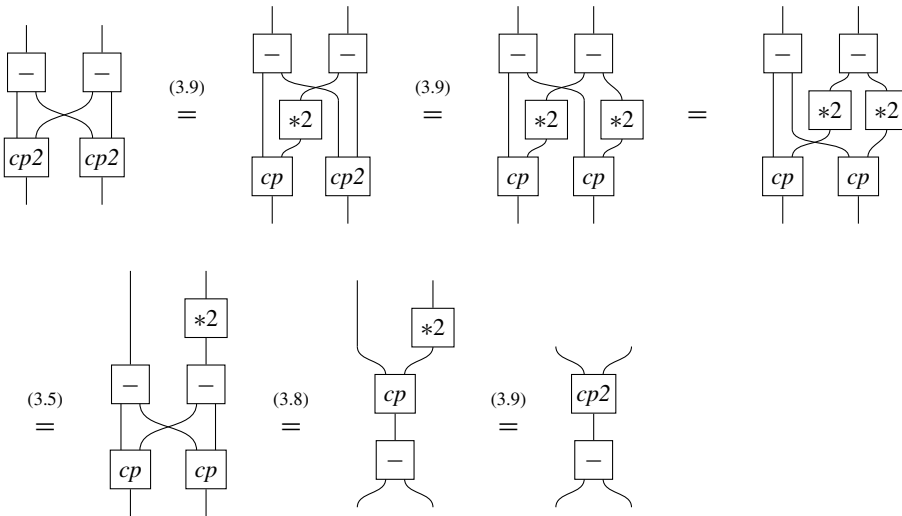 − − (3.9) − − (3.9) − − − −
= *2 = *2 *2 = *2 *2
cp2 cp2 cp cp2 cp cp cp cp
*2 *2
(3.5) − − (3.8) cp (3.9) cp2
= = =
cp cp − −